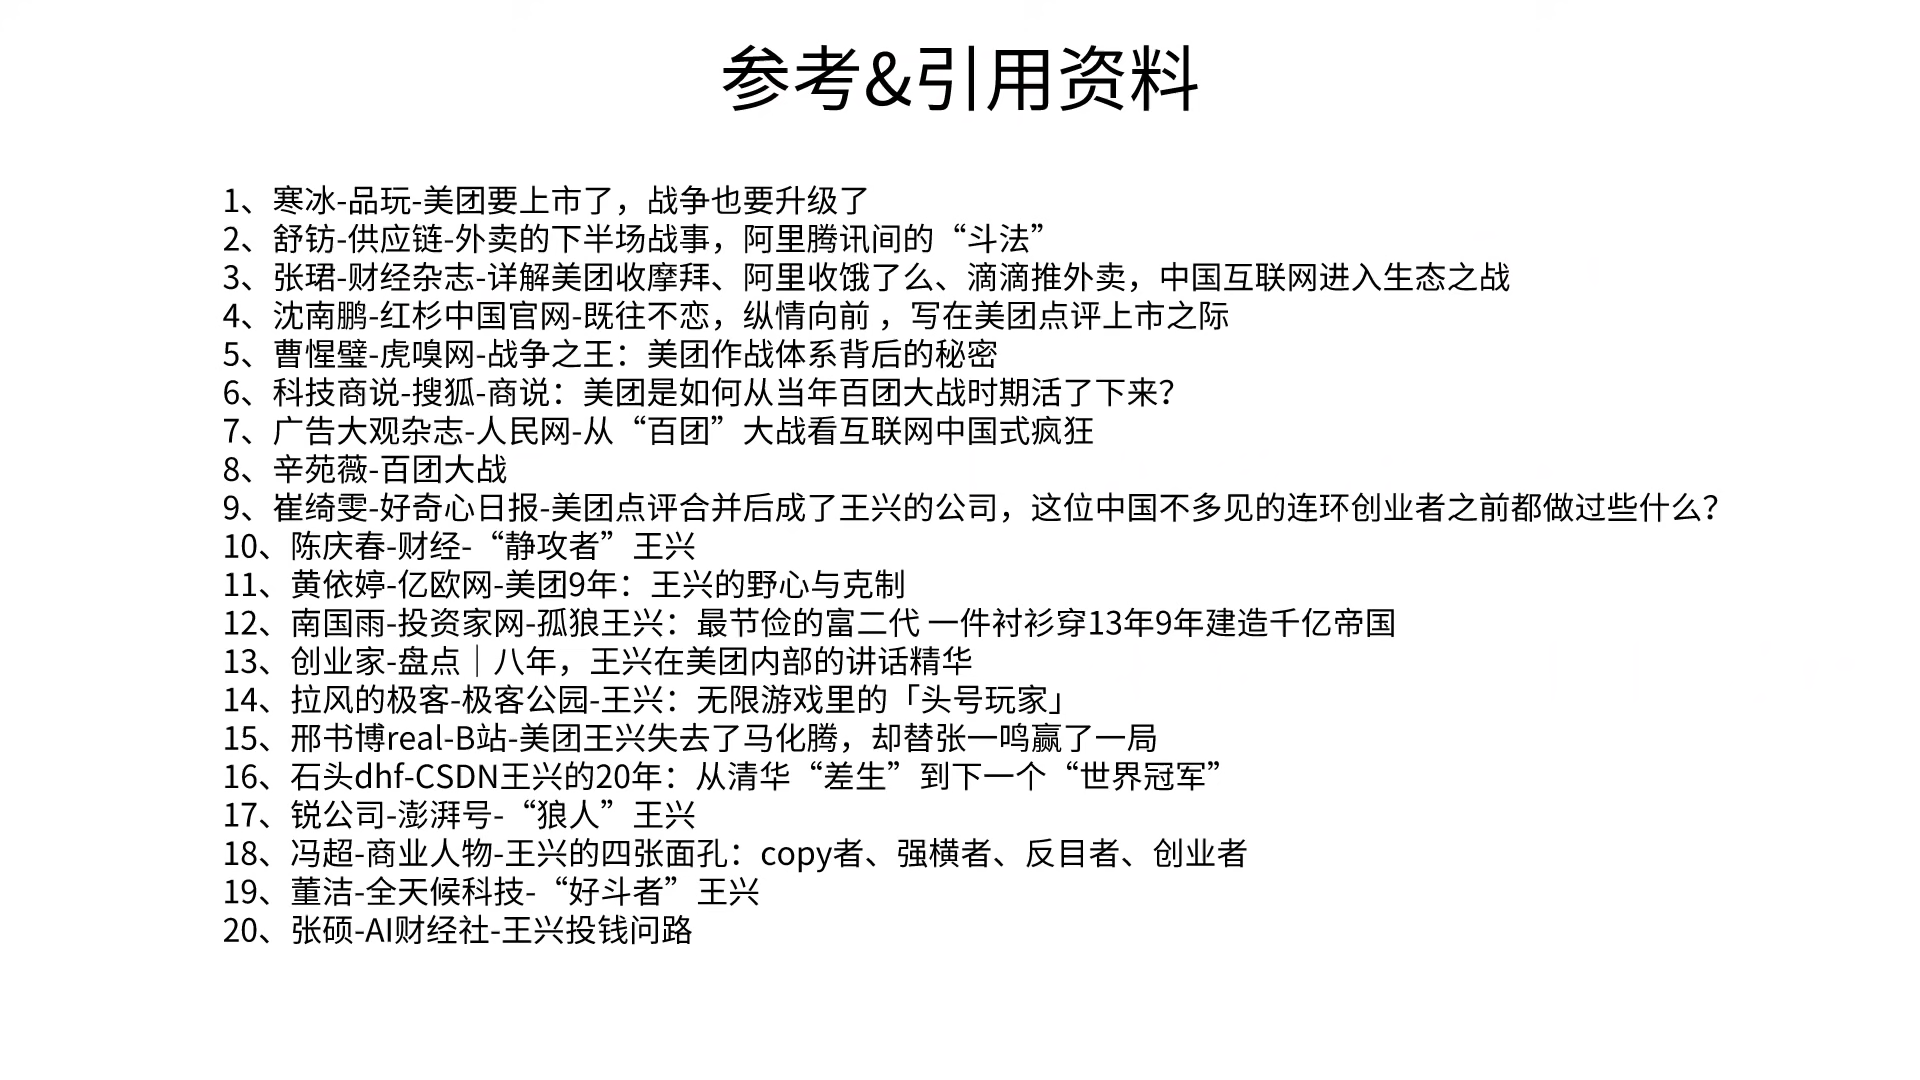 参考&引用资料
1、寒冰-品玩-美团要上市了，战争也要升级了
2、舒钫-供应链-外卖的下半场战事，阿里腾讯间的“斗法”
3、张珺-财经杂志-详解美团收摩拜、阿里收饿了么、滴滴推外卖，中国互联网进入生态之战
4、沈南鹏-红杉中国官网-既往不恋，纵情向前 ，写在美团点评上市之际
5、曹惺璧-虎嗅网-战争之王：美团作战体系背后的秘密
6、科技商说-搜狐-商说：美团是如何从当年百团大战时期活了下来？
7、广告大观杂志-人民网-从“百团”大战看互联网中国式疯狂
8、辛苑薇-百团大战
9、崔绮雯-好奇心日报-美团点评合并后成了王兴的公司，这位中国不多见的连环创业者之前都做过些什么？
10、陈庆春-财经-“静攻者”王兴
11、黄依婷-亿欧网-美团9年：王兴的野心与克制
12、南国雨-投资家网-孤狼王兴：最节俭的富二代 一件衬衫穿13年9年建造千亿帝国
13、创业家-盘点｜八年，王兴在美团内部的讲话精华
14、拉风的极客-极客公园-王兴：无限游戏里的「头号玩家」
15、邢书博real-B站-美团王兴失去了马化腾，却替张一鸣赢了一局
16、石头dhf-CSDN王兴的20年：从清华“差生”到下一个“世界冠军”
17、锐公司-澎湃号-“狼人”王兴
18、冯超-商业人物-王兴的四张面孔：copy者、强横者、反目者、创业者
19、董洁-全天候科技-“好斗者”王兴
20、张硕-AI财经社-王兴投钱问路